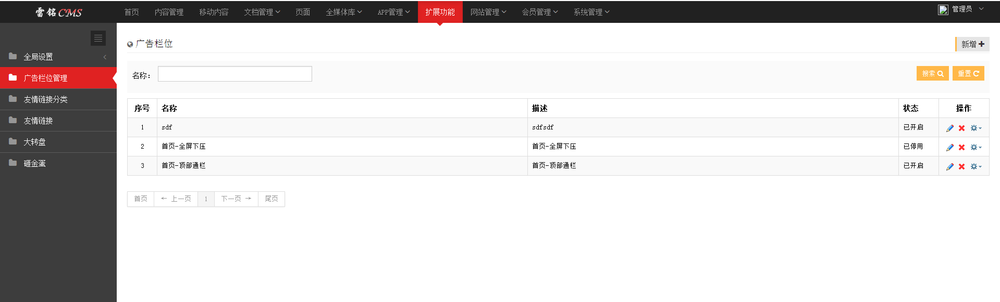 雷铭CMS 首页 内容管理 移动内容 文档管理 页面 全媒体库 APP管理 扩展功能 网站管理 会员管理 系统管理 管理员
全局设置
广告栏位管理
友情链接分类
友情链接
大转盘
砸金蛋
广告栏位 新增
名称： 搜索 重置
序号 名称 描述 状态 操作
1 sdf sdfsdf 已开启
2 首页-全屏下压 首页-全屏下压 已停用
3 首页-顶部通栏 首页-顶部通栏 已开启
首页 ← 上一页 1 下一页 → 尾页